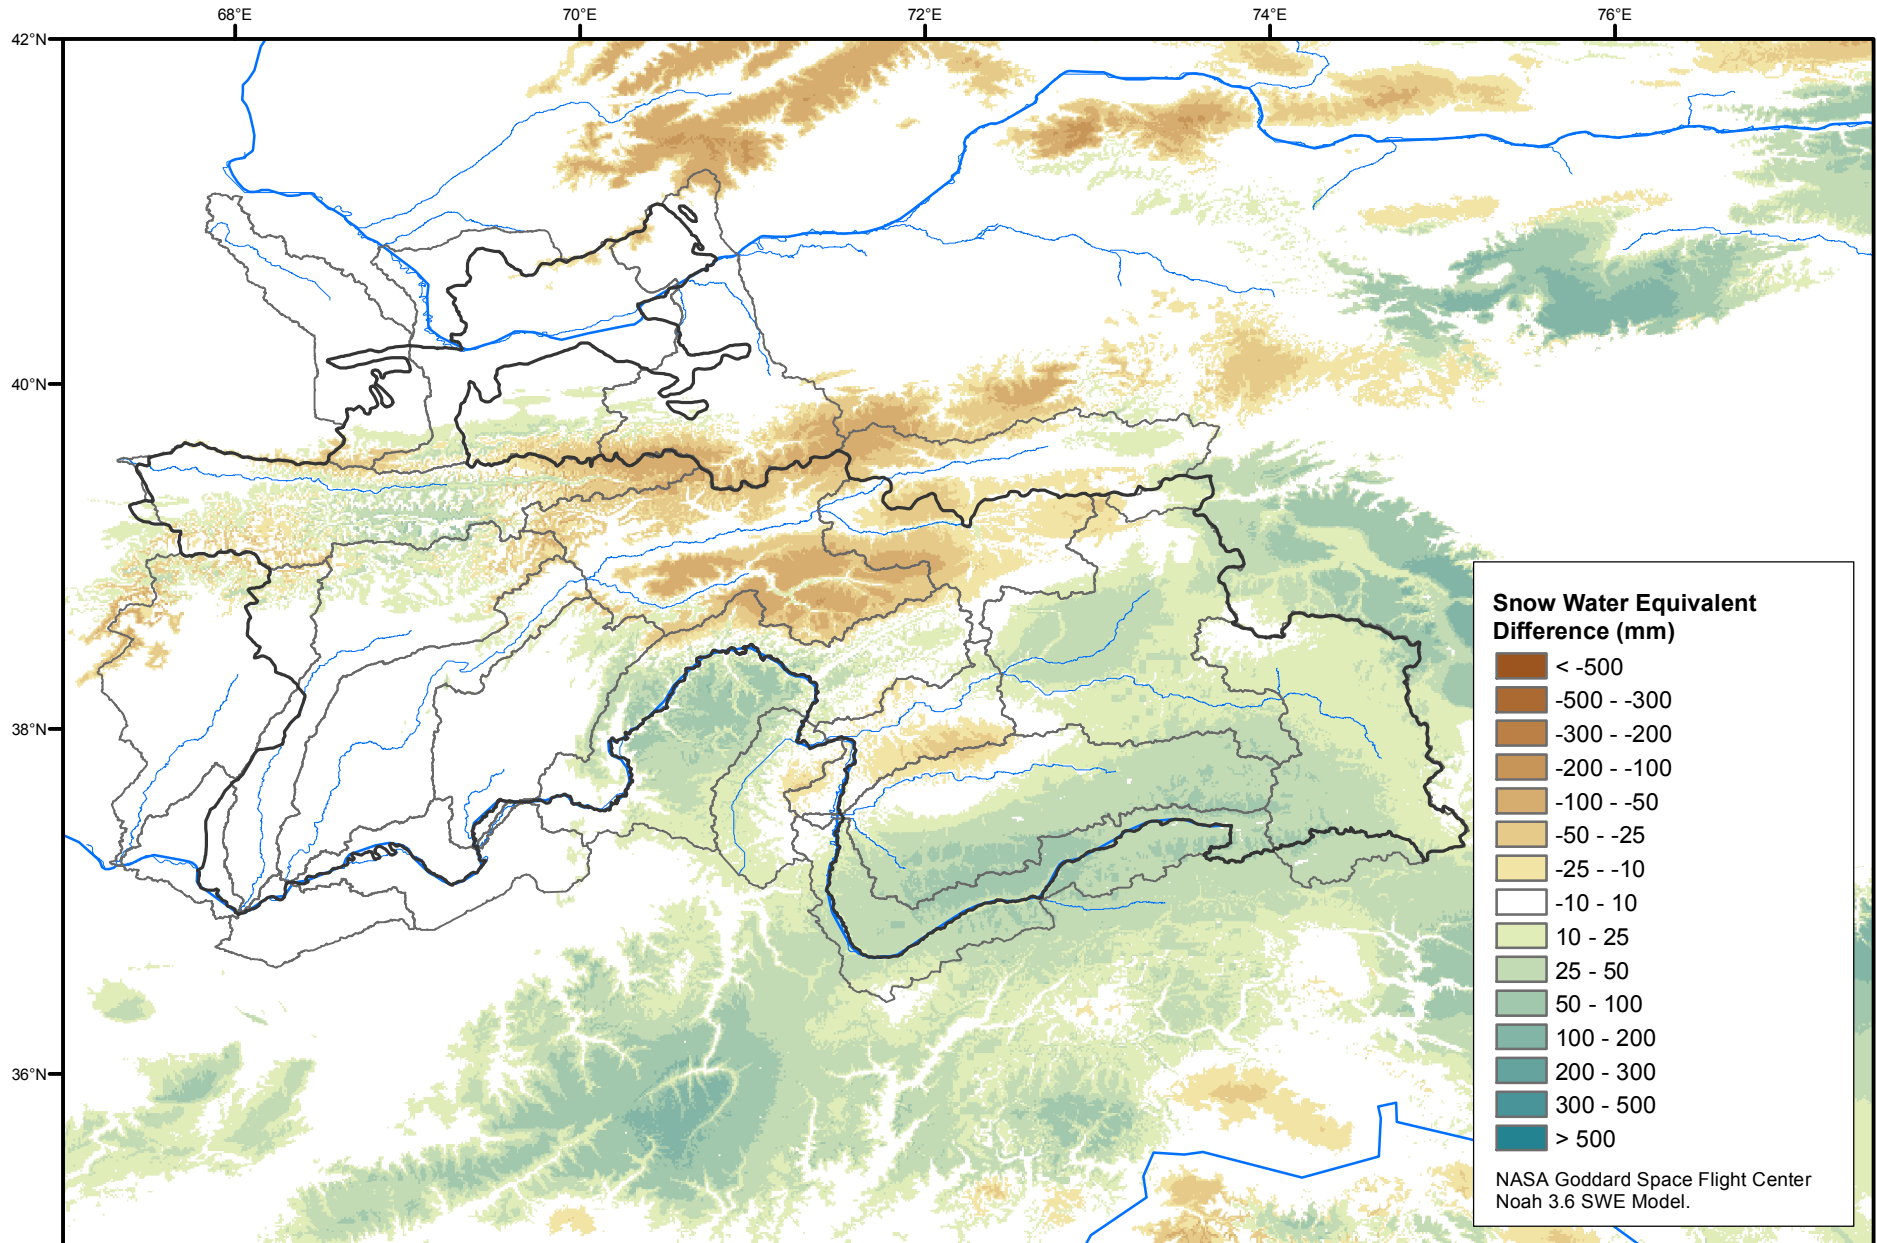 68°E 70°E 72°E 74°E 76°E
42°N
40°N
38°N
36°N
Snow Water Equivalent
Difference (mm)
< -500
-500 - -300
-300 - -200
-200 - -100
-100 - -50
-50 - -25
-25 - -10
-10 - 10
10 - 25
25 - 50
50 - 100
100 - 200
200 - 300
300 - 500
> 500
NASA Goddard Space Flight Center
Noah 3.6 SWE Model.